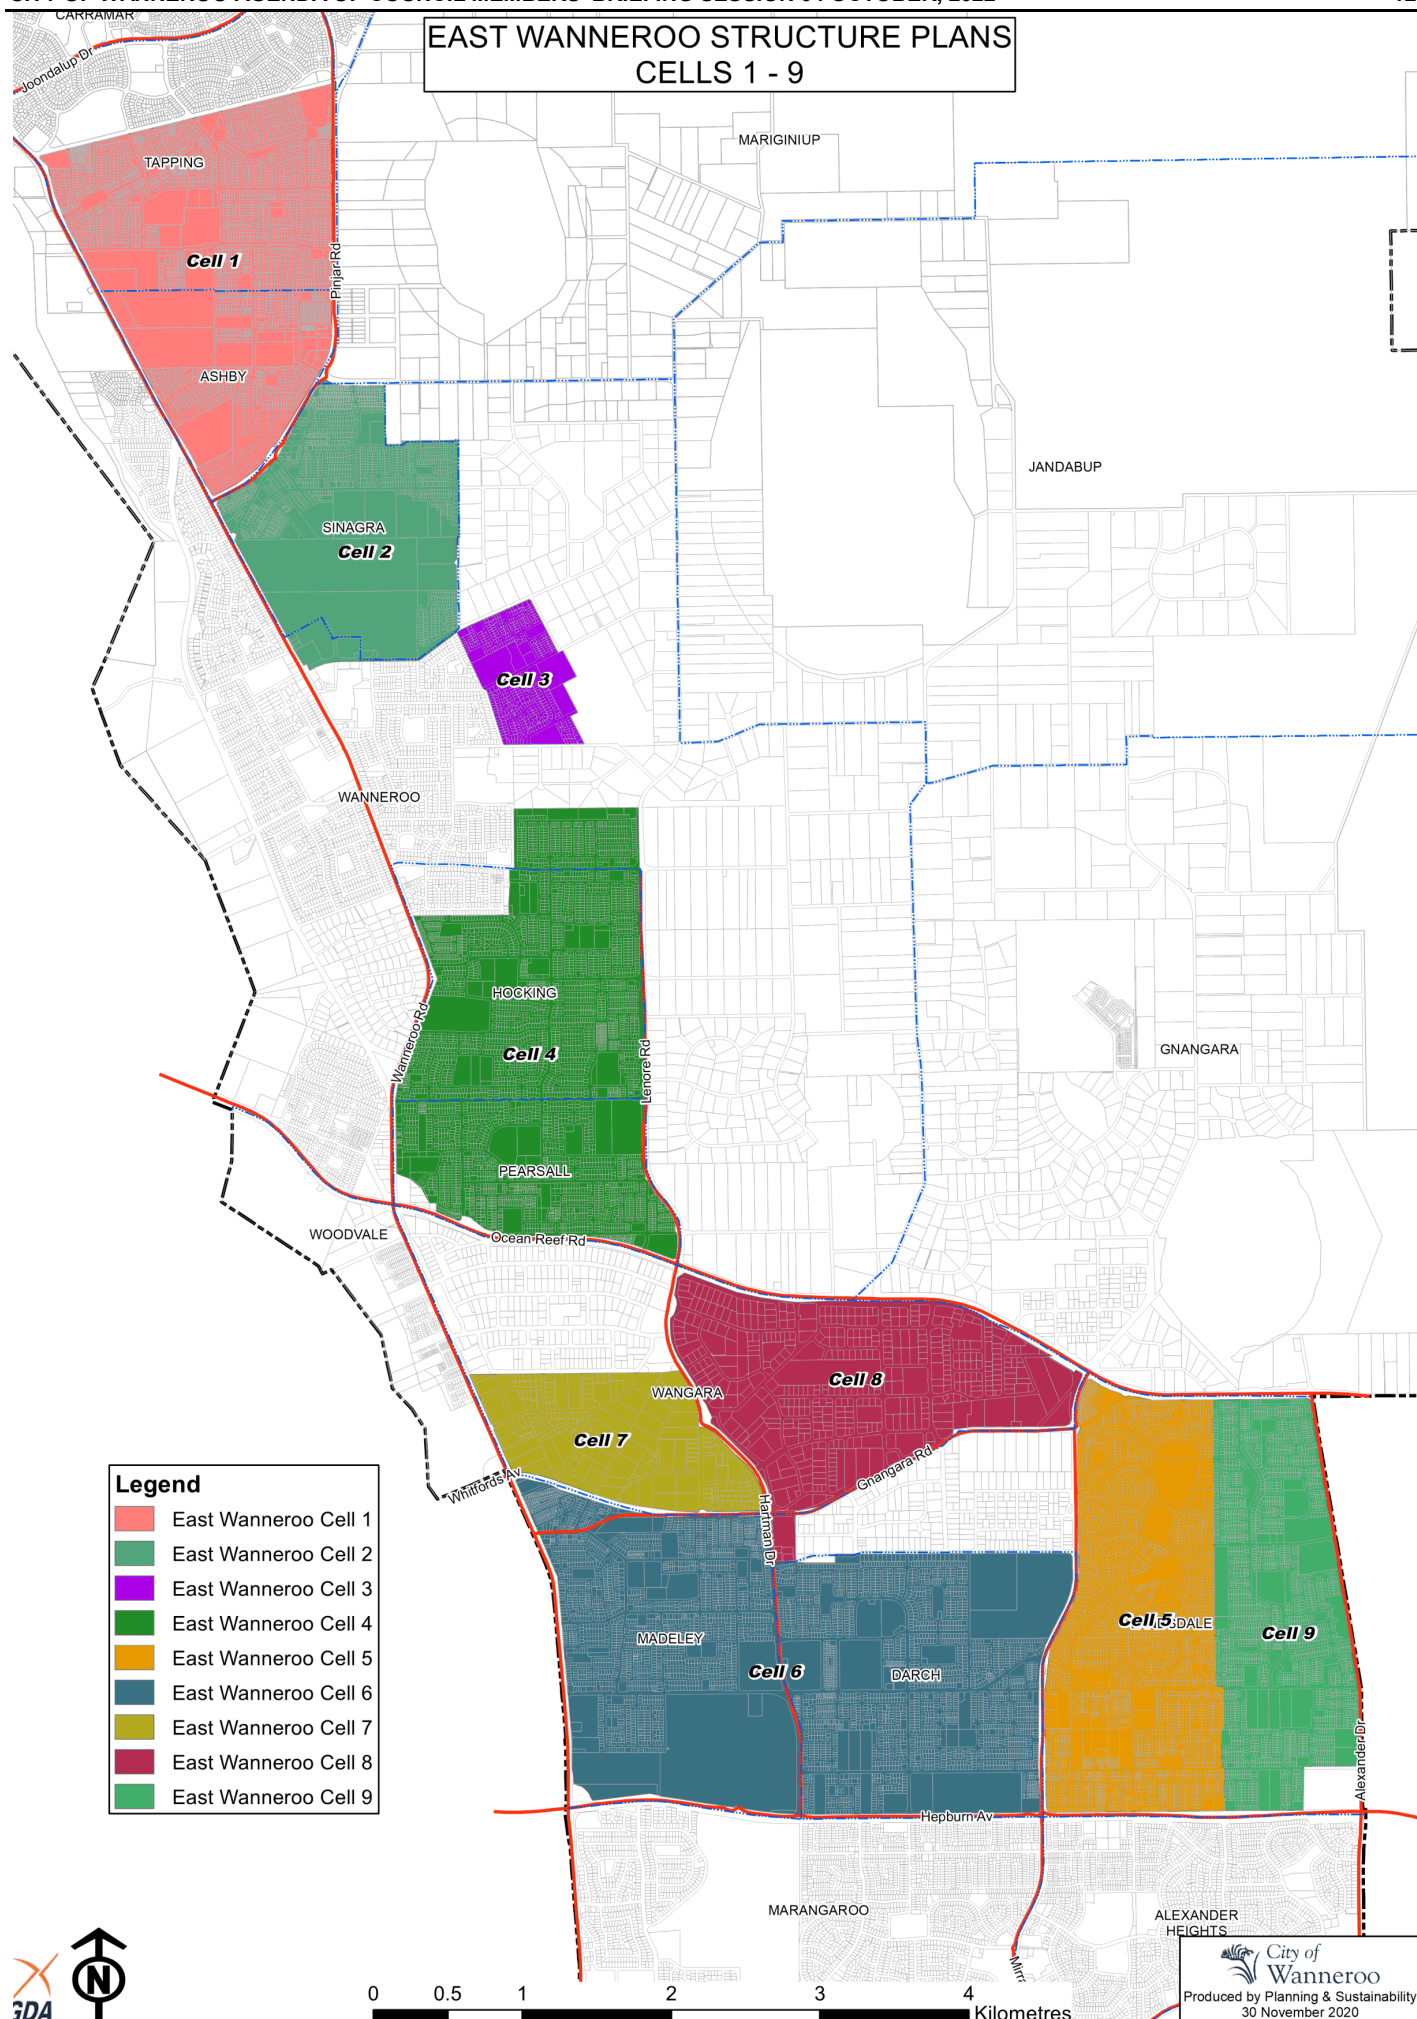 EAST WANNEROO STRUCTURE PLANS
CELLS 1 - 9
CARRAMAR
Joondalup Dr
MARIGINIUP
TAPPING
Cell 1
Pinjar Rd
ASHBY
JANDABUP
SINAGRA
Cell 2
Cell 3
WANNEROO
HOCKING
Wanneroo Rd
Cell 4
Lenore Rd
GNANGARA
PEARSALL
WOODVALE
Ocean Reef Rd
Cell 8
WANGARA
Cell 7
Gnangara Rd
Whitfords Av
Hartman Dr
Cell 5
SDALE
Cell 9
MADELEY
Cell 6
DARCH
Alexander Dr
Hepburn Av
Legend
East Wanneroo Cell 1
East Wanneroo Cell 2
East Wanneroo Cell 3
East Wanneroo Cell 4
East Wanneroo Cell 5
East Wanneroo Cell 6
East Wanneroo Cell 7
East Wanneroo Cell 8
East Wanneroo Cell 9
MARANGAROO
ALEXANDER
HEIGHTS
N
GDA
0 0.5 1 2 3 4
Kilometres
City of
Wanneroo
Produced by Planning & Sustainability
30 November 2020